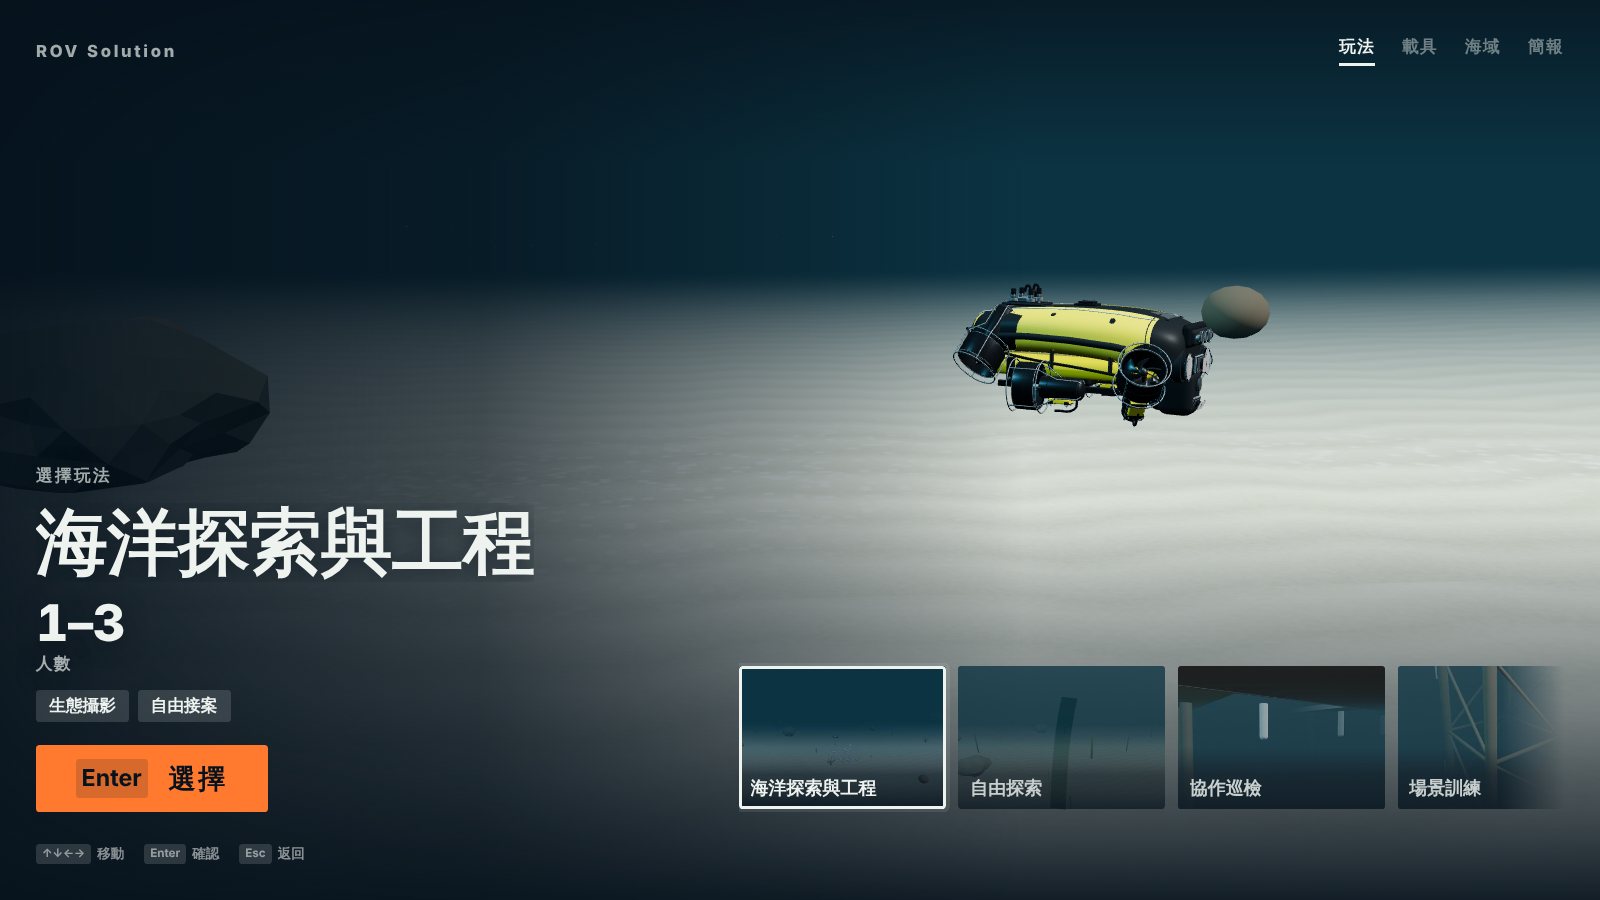 ROV Solution
玩法 載具 海域 簡報
選擇玩法
海洋探索與工程
1–3
人數
生態攝影 自由接案
Enter 選擇
海洋探索與工程 自由探索 協作巡檢 場景訓練
↑↓←→ 移動 Enter 確認 Esc 返回